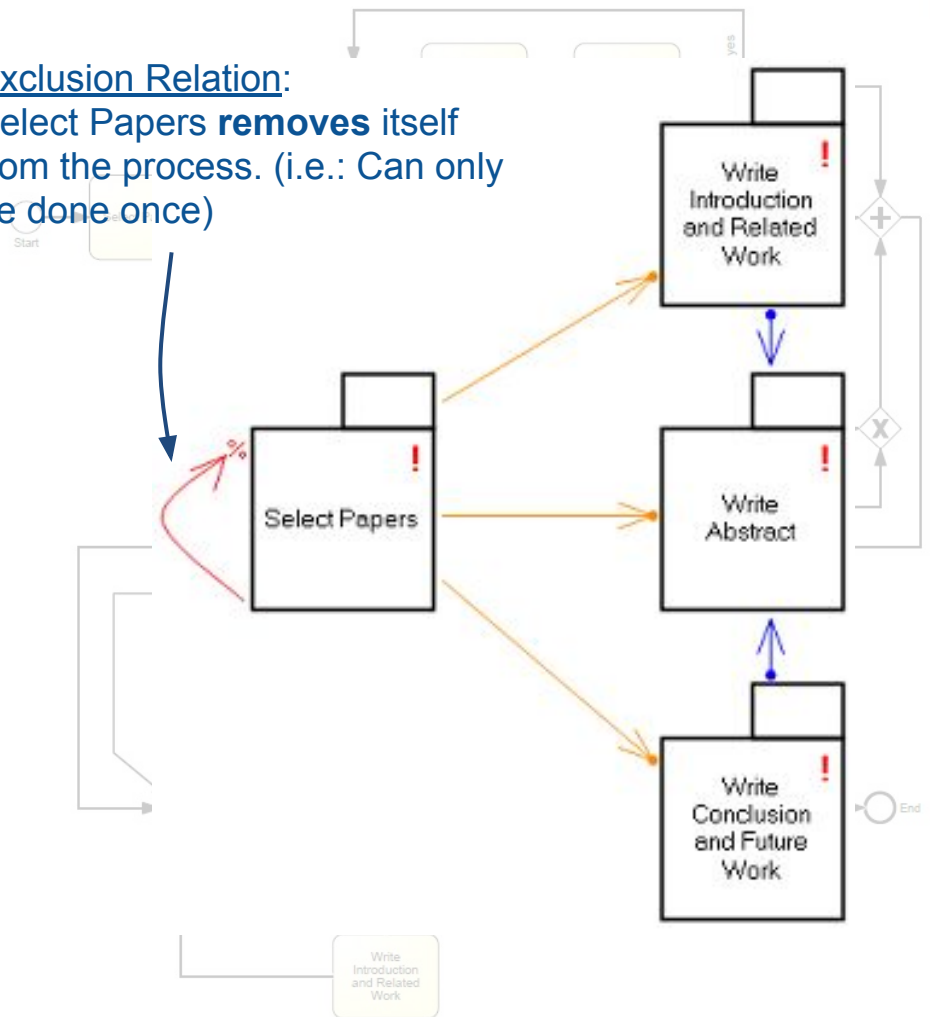 xclusion Relation:
elect Papers removes itself
om the process. (i.e.: Can only
e done once)
yes
Start
!
Write
Introduction
and Related
Work
+
%
!
Select Papers
!
Write
Abstract
X
!
Write
Conclusion
and Future
Work
End
Write
Introduction
and Related
Work